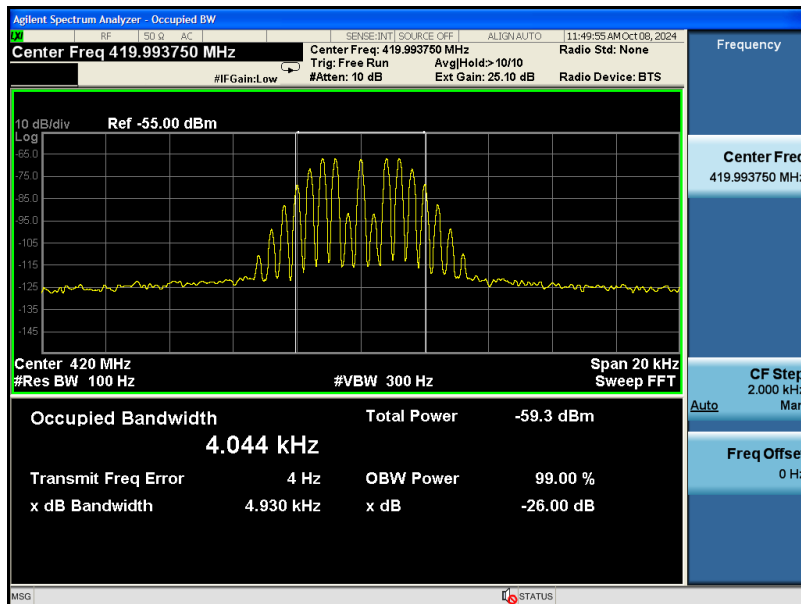 Agilent Spectrum Analyzer - Occupied BW
LXI RF 50 Ω AC SENSE:INT SOURCE OFF ALIGN AUTO 11:49:55 AM Oct 08, 2024
Center Freq 419.993750 MHz
Center Freq: 419.993750 MHz Radio Std: None
Trig: Free Run Avg|Hold:>10/10
#IFGain:Low #Atten: 10 dB Ext Gain: 25.10 dB Radio Device: BTS
10 dB/div Ref -55.00 dBm
Log
-65.0
-75.0
-85.0
-95.0
-105
-115
-125
-135
-145
Center 420 MHz Span 20 kHz
#Res BW 100 Hz #VBW 300 Hz Sweep FFT
Occupied Bandwidth Total Power -59.3 dBm
4.044 kHz
Transmit Freq Error 4 Hz OBW Power 99.00 %
x dB Bandwidth 4.930 kHz x dB -26.00 dB
MSG STATUS
Frequency
Center Freq
419.993750 MHz
CF Step
2.000 kHz
Auto Man
Freq Offset
0 Hz